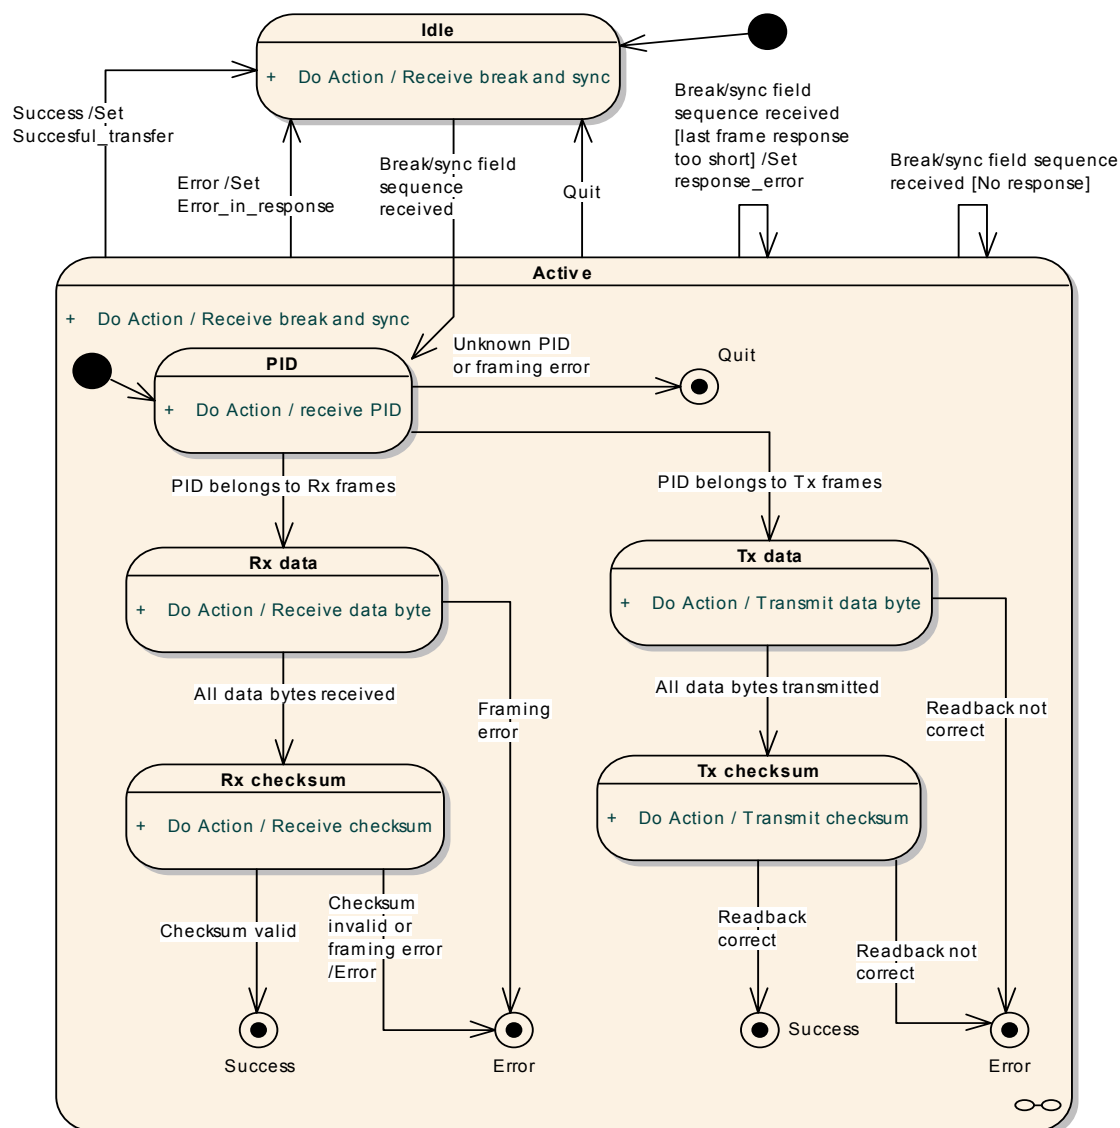 Idle
+ Do Action / Receive break and sync
Success /Set
Succesful_transfer
Error /Set
Error_in_response
Break/sync field
sequence
received
Quit
Break/sync field
sequence received
[last frame response
too short] /Set
response_error
Break/sync field sequence
received [No response]
Active
+ Do Action / Receive break and sync
PID
+ Do Action / receive PID
Unknown PID
or framing error
Quit
PID belongs to Rx frames
PID belongs to Tx frames
Rx data
+ Do Action / Receive data byte
Tx data
+ Do Action / Transmit data byte
All data bytes received
Framing
error
All data bytes transmitted
Readback not
correct
Rx checksum
+ Do Action / Receive checksum
Tx checksum
+ Do Action / Transmit checksum
Checksum valid
Checksum
invalid or
framing error
/Error
Readback
correct
Readback not
correct
Success
Error
Success
Error